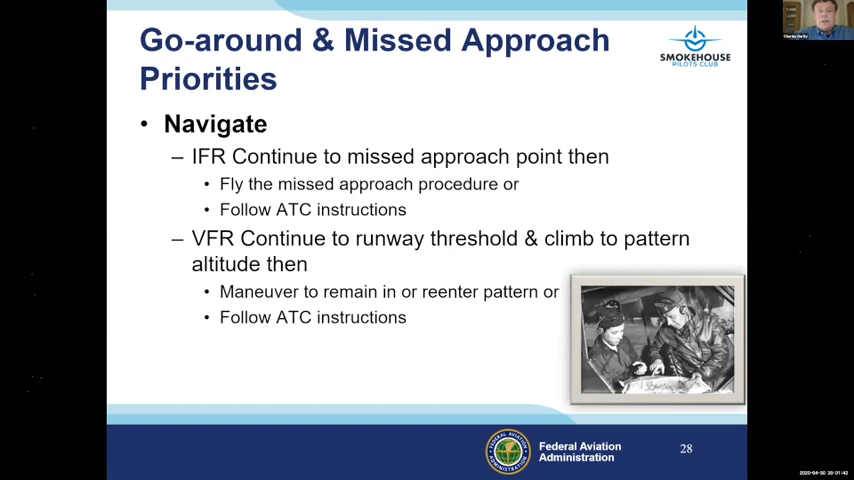 Go-around & Missed Approach
Priorities
SMOKEHOUSE
PILOTS CLUB
• Navigate
– IFR Continue to missed approach point then
• Fly the missed approach procedure or
• Follow ATC instructions
– VFR Continue to runway threshold & climb to pattern
altitude then
• Maneuver to remain in or reenter pattern or
• Follow ATC instructions
Federal Aviation
Administration
28